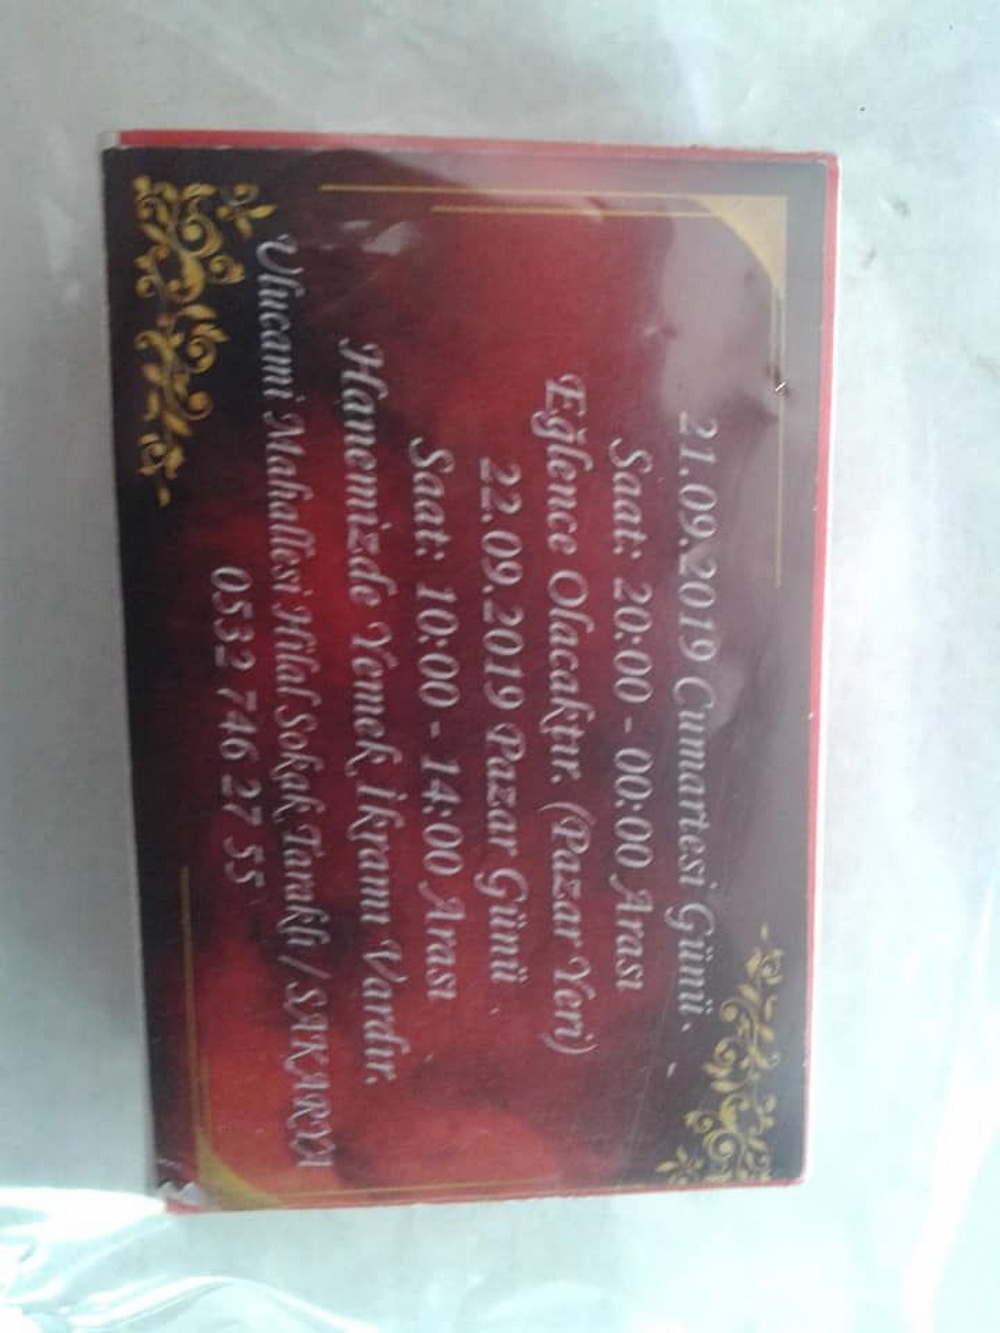 21.09.2019 Cumartesi Günü.
Saat: 20:00 - 00:00 Arası
Eğlence Olacaktır. (Pazar Yeri)
22.09.2019 Pazar Günü
Saat: 10:00 - 14:00 Arası
Hanemizde Yemek İkramı Vardır.
Ulucami Mahallesi Hilal Sokak Taraklı / SAKARYA
0532 746 27 55